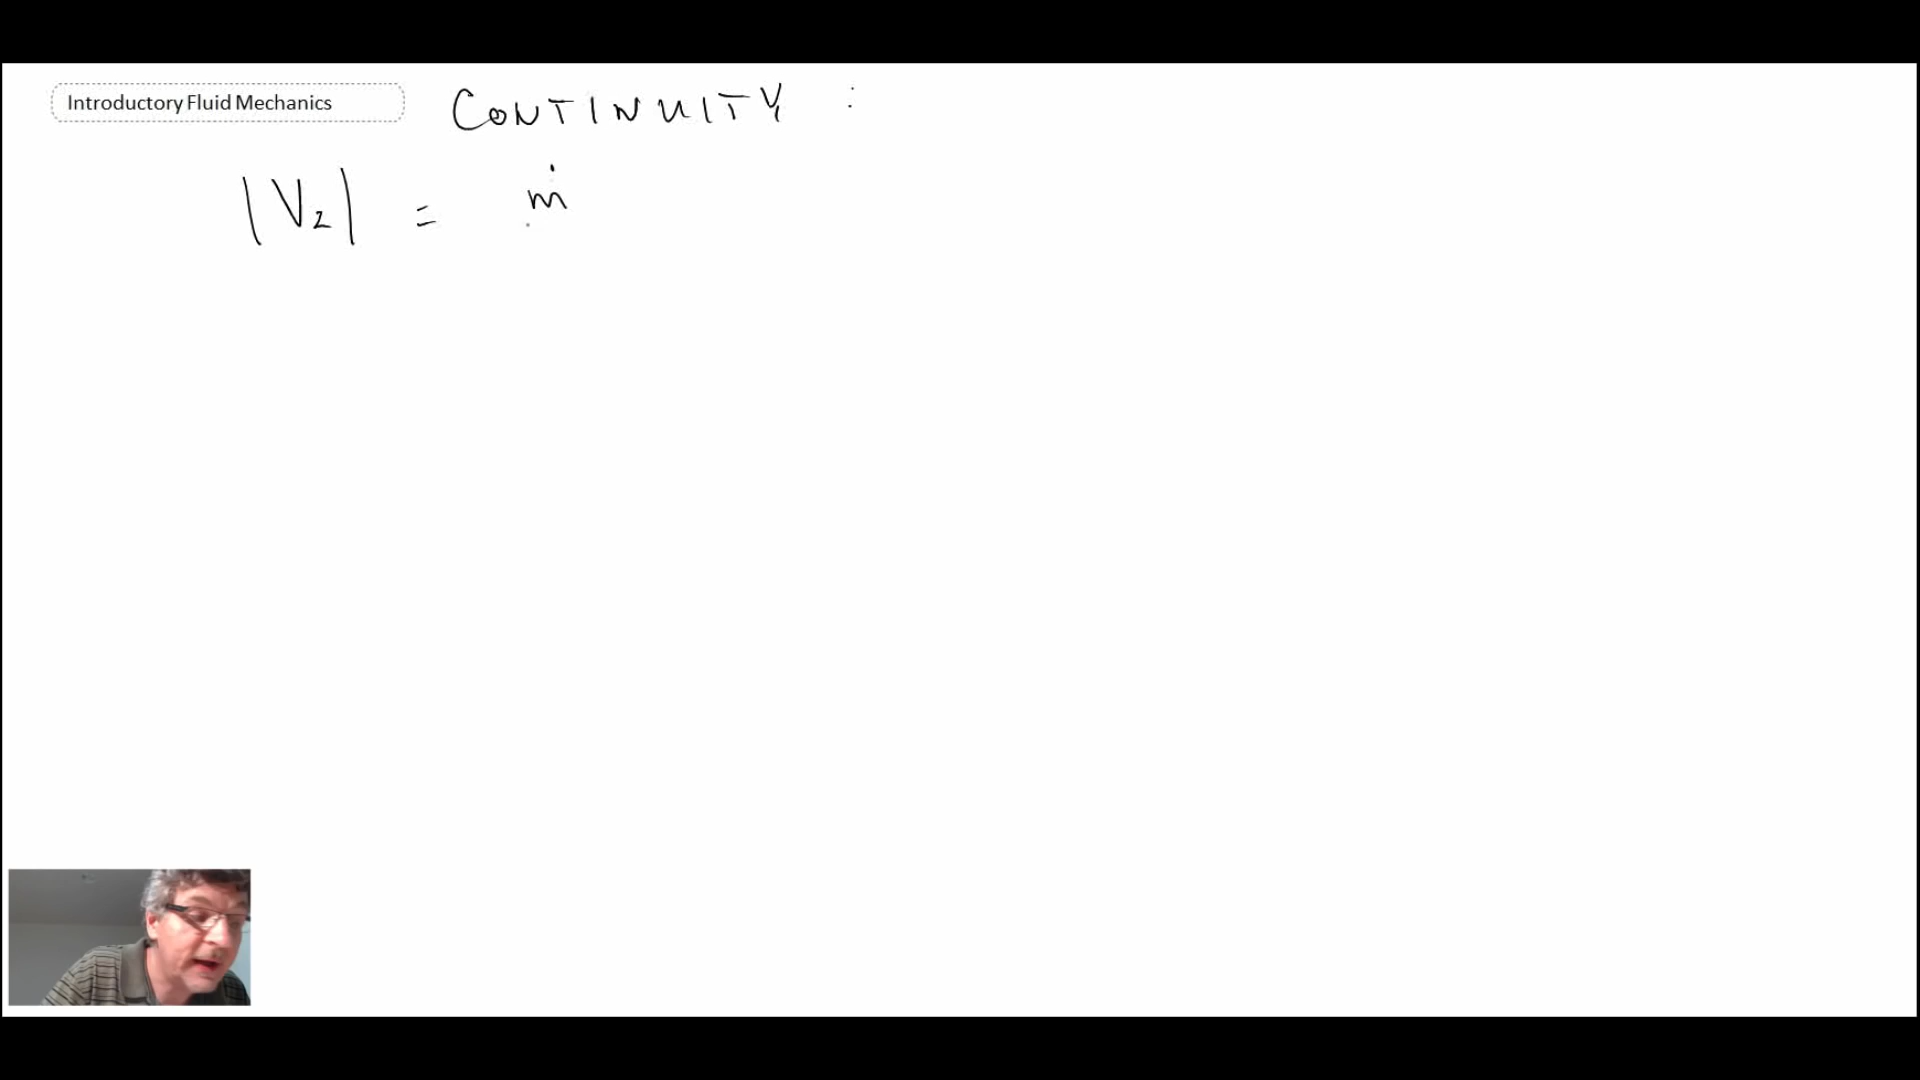 Introductory Fluid Mechanics
CONTINUITY :
|V₂| = ṁ